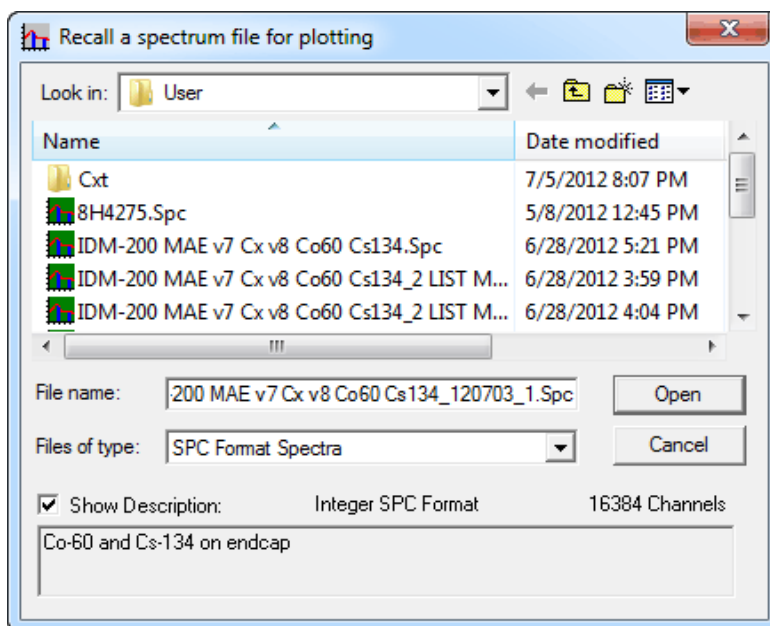 Recall a spectrum file for plotting
Look in: User
Name Date modified
Cxt 7/5/2012 8:07 PM
8H4275.Spc 5/8/2012 12:45 PM
IDM-200 MAE v7 Cx v8 Co60 Cs134.Spc 6/28/2012 5:21 PM
IDM-200 MAE v7 Cx v8 Co60 Cs134_2 LIST M... 6/28/2012 3:59 PM
IDM-200 MAE v7 Cx v8 Co60 Cs134_2 LIST M... 6/28/2012 4:04 PM
File name: -200 MAE v7 Cx v8 Co60 Cs134_120703_1.Spc Open
Files of type: SPC Format Spectra Cancel
Show Description: Integer SPC Format 16384 Channels
Co-60 and Cs-134 on endcap